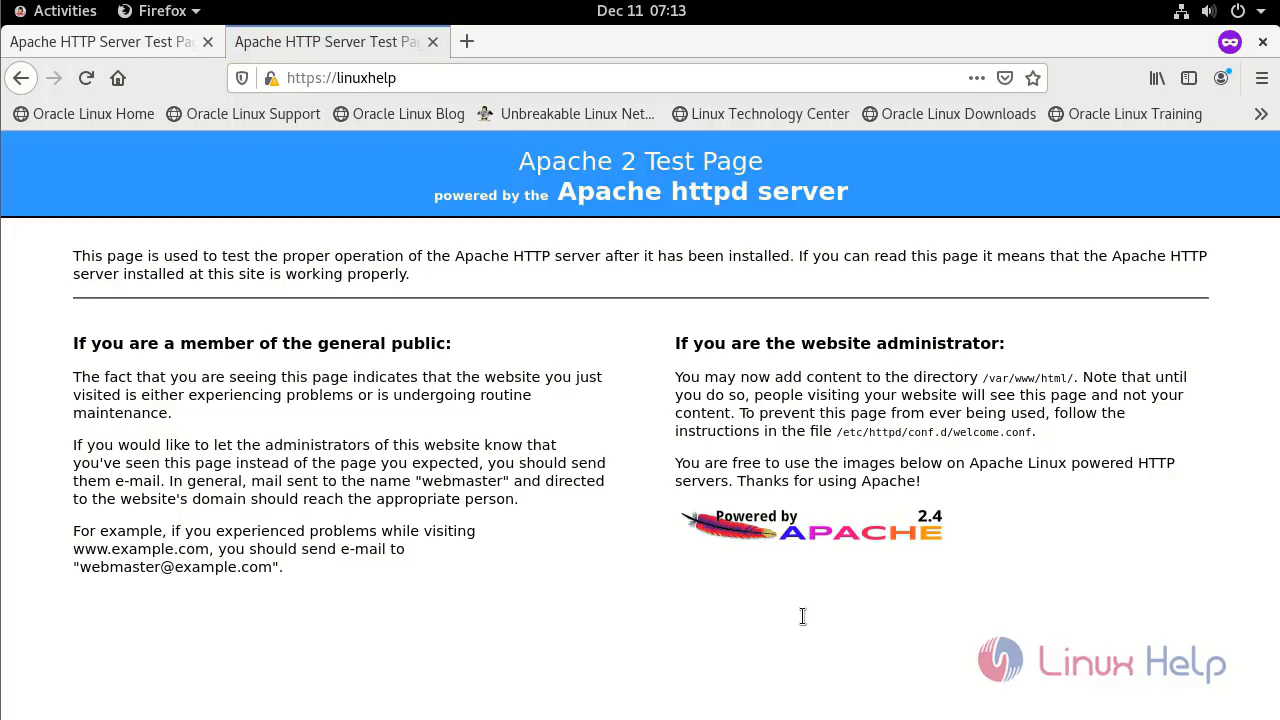 Activities Firefox Dec 11 07:13
Apache HTTP Server Test Pa Apache HTTP Server Test Pa
https://linuxhelp
Oracle Linux Home Oracle Linux Support Oracle Linux Blog Unbreakable Linux Net... Linux Technology Center Oracle Linux Downloads Oracle Linux Training
Apache 2 Test Page
powered by the Apache httpd server
This page is used to test the proper operation of the Apache HTTP server after it has been installed. If you can read this page it means that the Apache HTTP
server installed at this site is working properly.
If you are a member of the general public:
The fact that you are seeing this page indicates that the website you just
visited is either experiencing problems or is undergoing routine
maintenance.
If you would like to let the administrators of this website know that
you've seen this page instead of the page you expected, you should send
them e-mail. In general, mail sent to the name "webmaster" and directed
to the website's domain should reach the appropriate person.
For example, if you experienced problems while visiting
www.example.com, you should send e-mail to
"webmaster@example.com".
If you are the website administrator:
You may now add content to the directory /var/www/html/. Note that until
you do so, people visiting your website will see this page and not your
content. To prevent this page from ever being used, follow the
instructions in the file /etc/httpd/conf.d/welcome.conf.
You are free to use the images below on Apache Linux powered HTTP
servers. Thanks for using Apache!
Powered by 2.4
APACHE
Linux Help